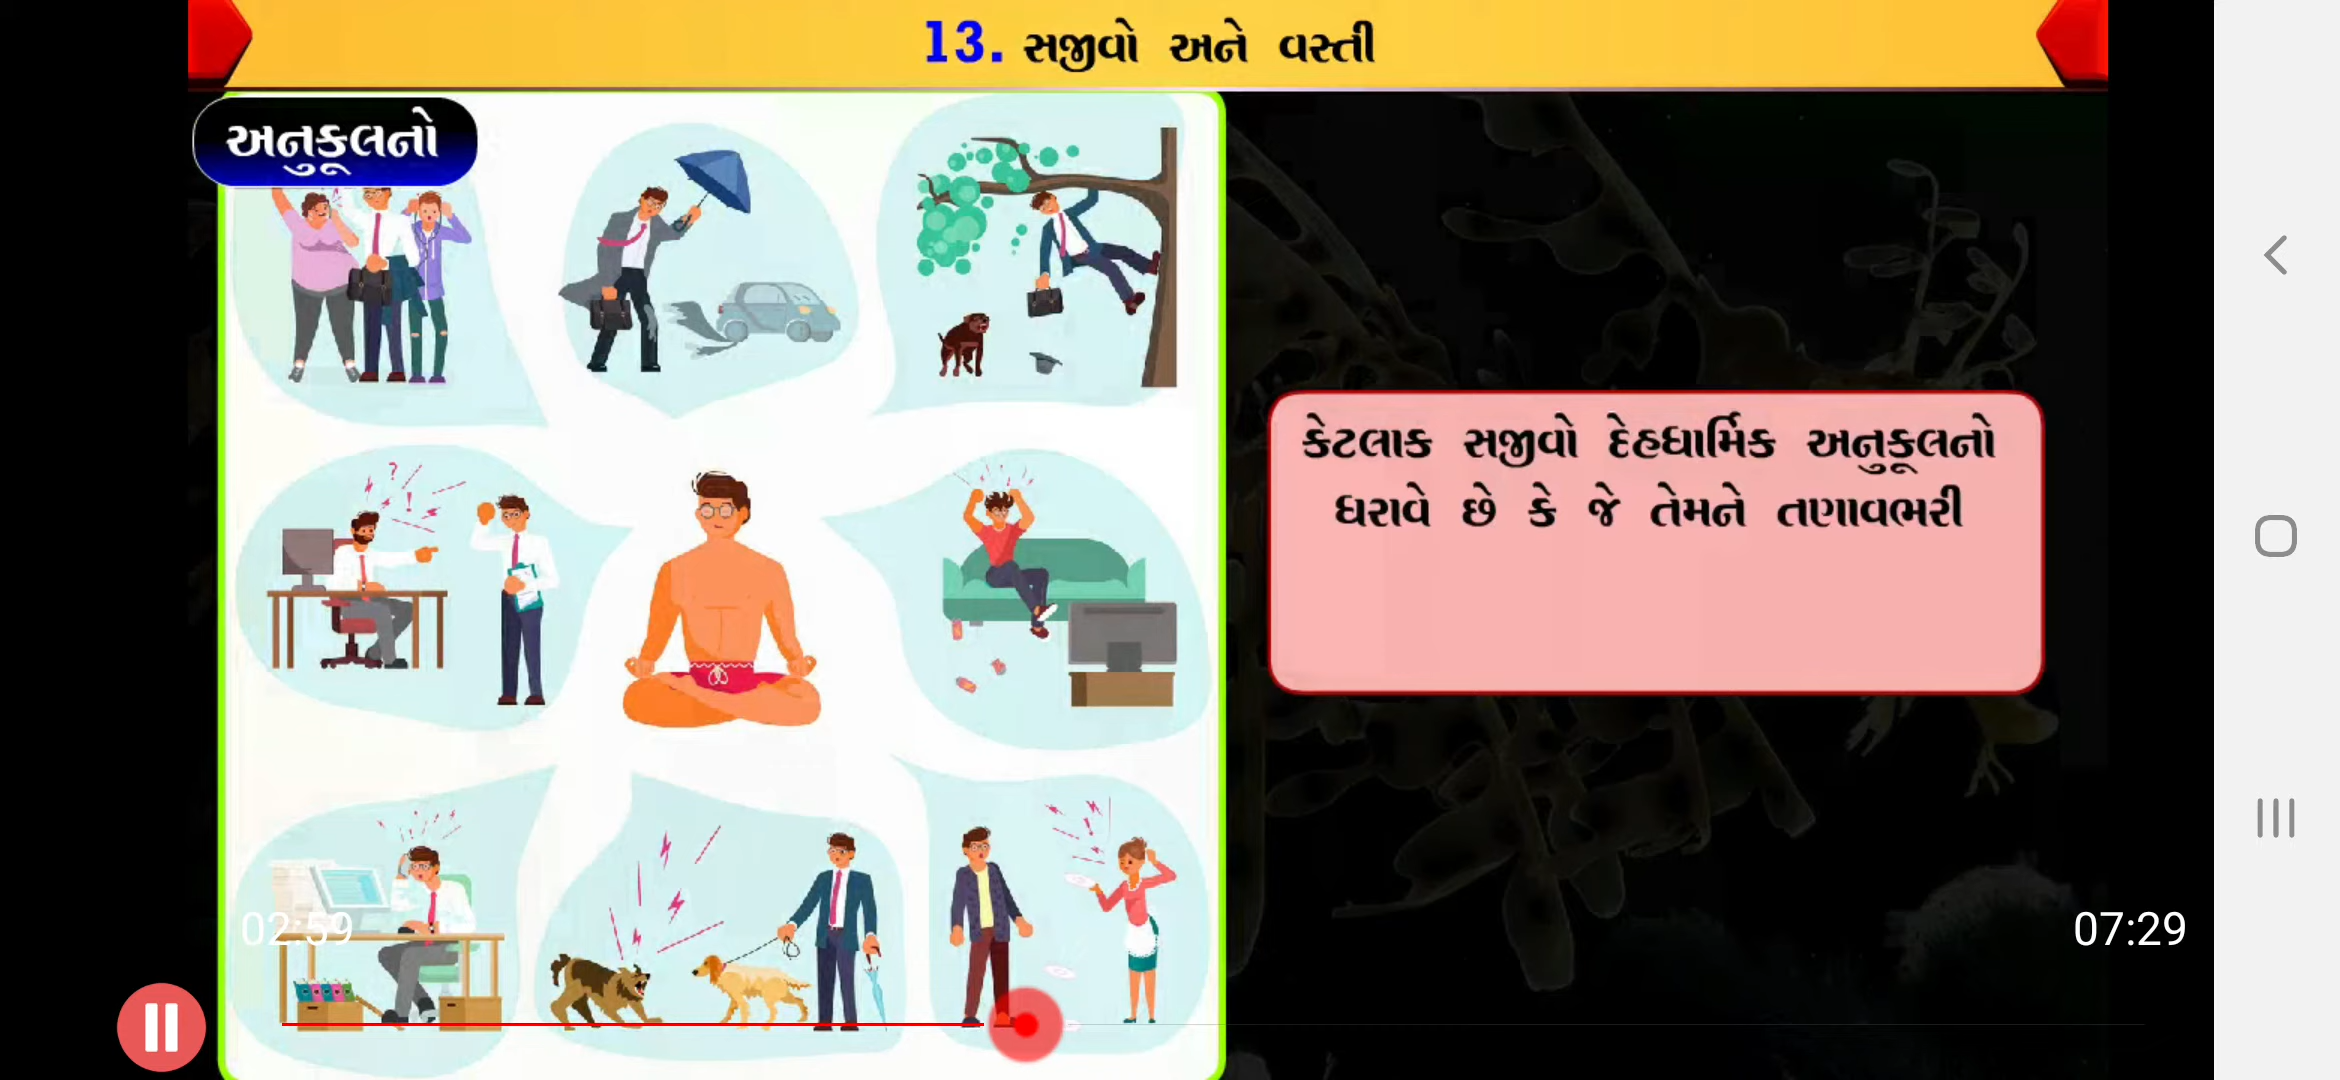 13. સજીવો અને વસ્તી
અનુકૂલનો
કેટલાક સજીવો દેહધાર્મિક અનુકૂલનો
ધરાવે છે કે જે તેમને તણાવભરી
02:59
07:29